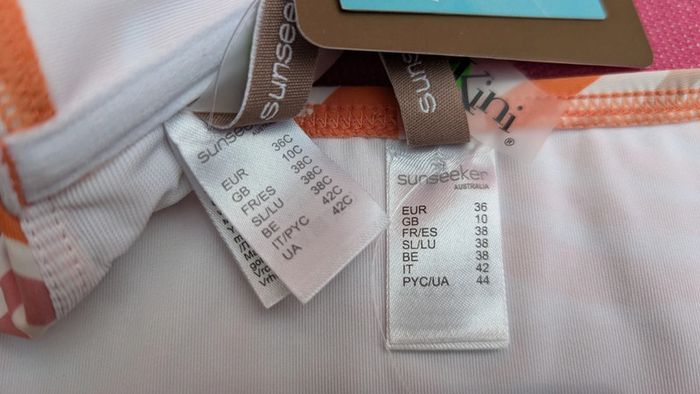 sunseeker
sunseeker
Kini
®
sunseeker
EUR 36C
GB 10C
FR/ES 38C
SL/LU 38C
BE 38C
IT/PYC 42C
UA 42C
sunseeker
AUSTRALIA
EUR 36
GB 10
FR/ES 38
SL/LU 38
BE 38
IT 42
PYC/UA 44